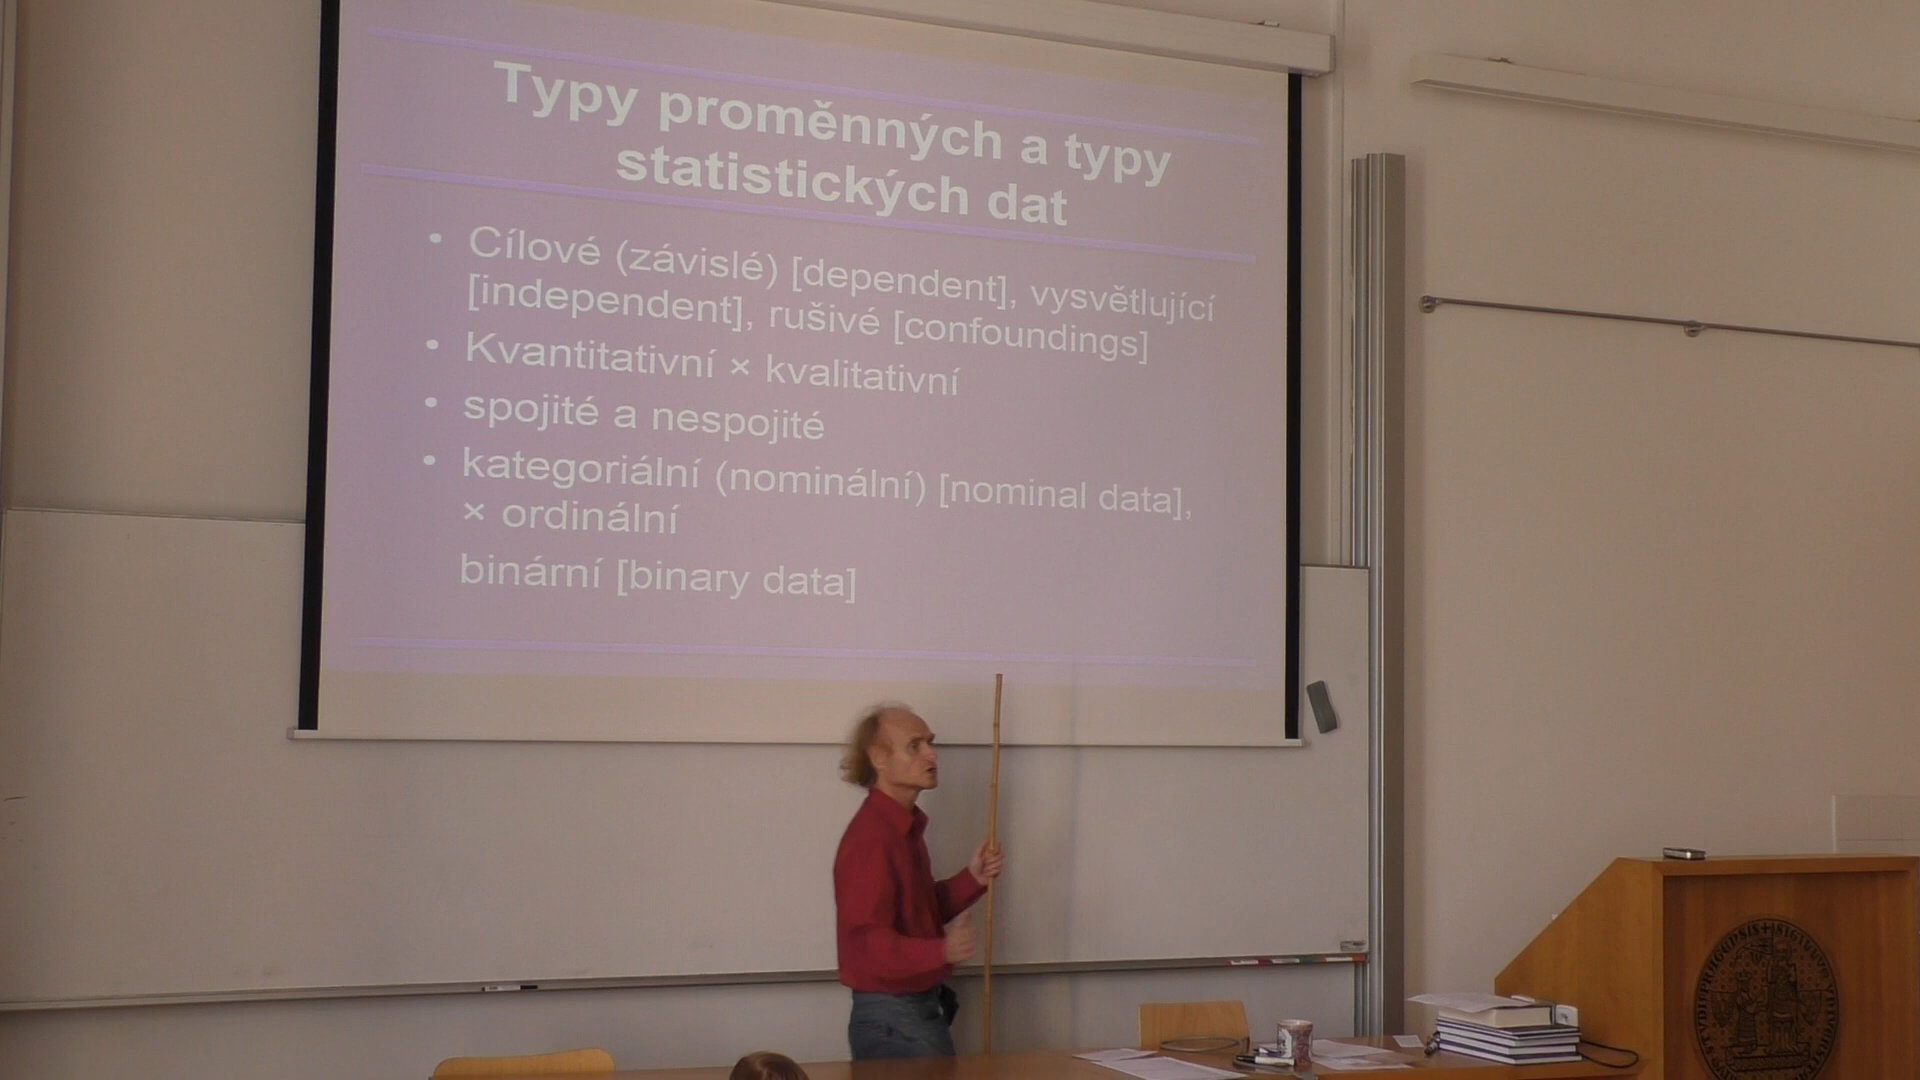 Typy proměnných a typy
statistických dat
• Cílové (závislé) [dependent], vysvětlující
[independent], rušivé [confoundings]
• Kvantitativní × kvalitativní
• spojité a nespojité
• kategoriální (nominální) [nominal data],
× ordinální
binární [binary data]